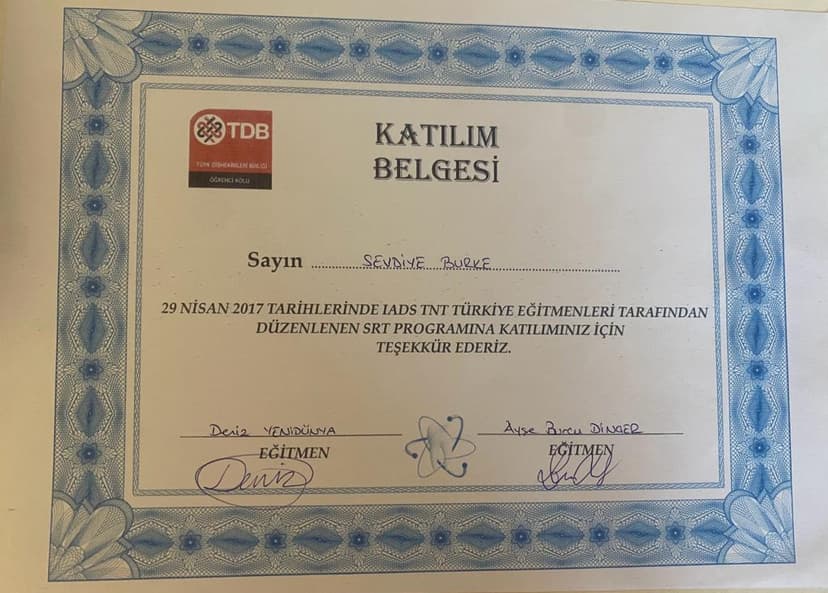 TDB
TÜRK DİŞHEKİMLERİ BİRLİĞİ
ÖĞRENCİ KOLU
KATILIM
BELGESİ
Sayın SEVDİYE BURKE
29 NİSAN 2017 TARİHLERİNDE IADS TNT TÜRKİYE EĞİTMENLERİ TARAFINDAN
DÜZENLENEN SRT PROGRAMINA KATILIMINIZ İÇİN
TEŞEKKÜR EDERİZ.
Deniz YENİDÜNYA
EĞİTMEN
Deniz
Ayşe Burcu DİNÇER
EĞİTMEN